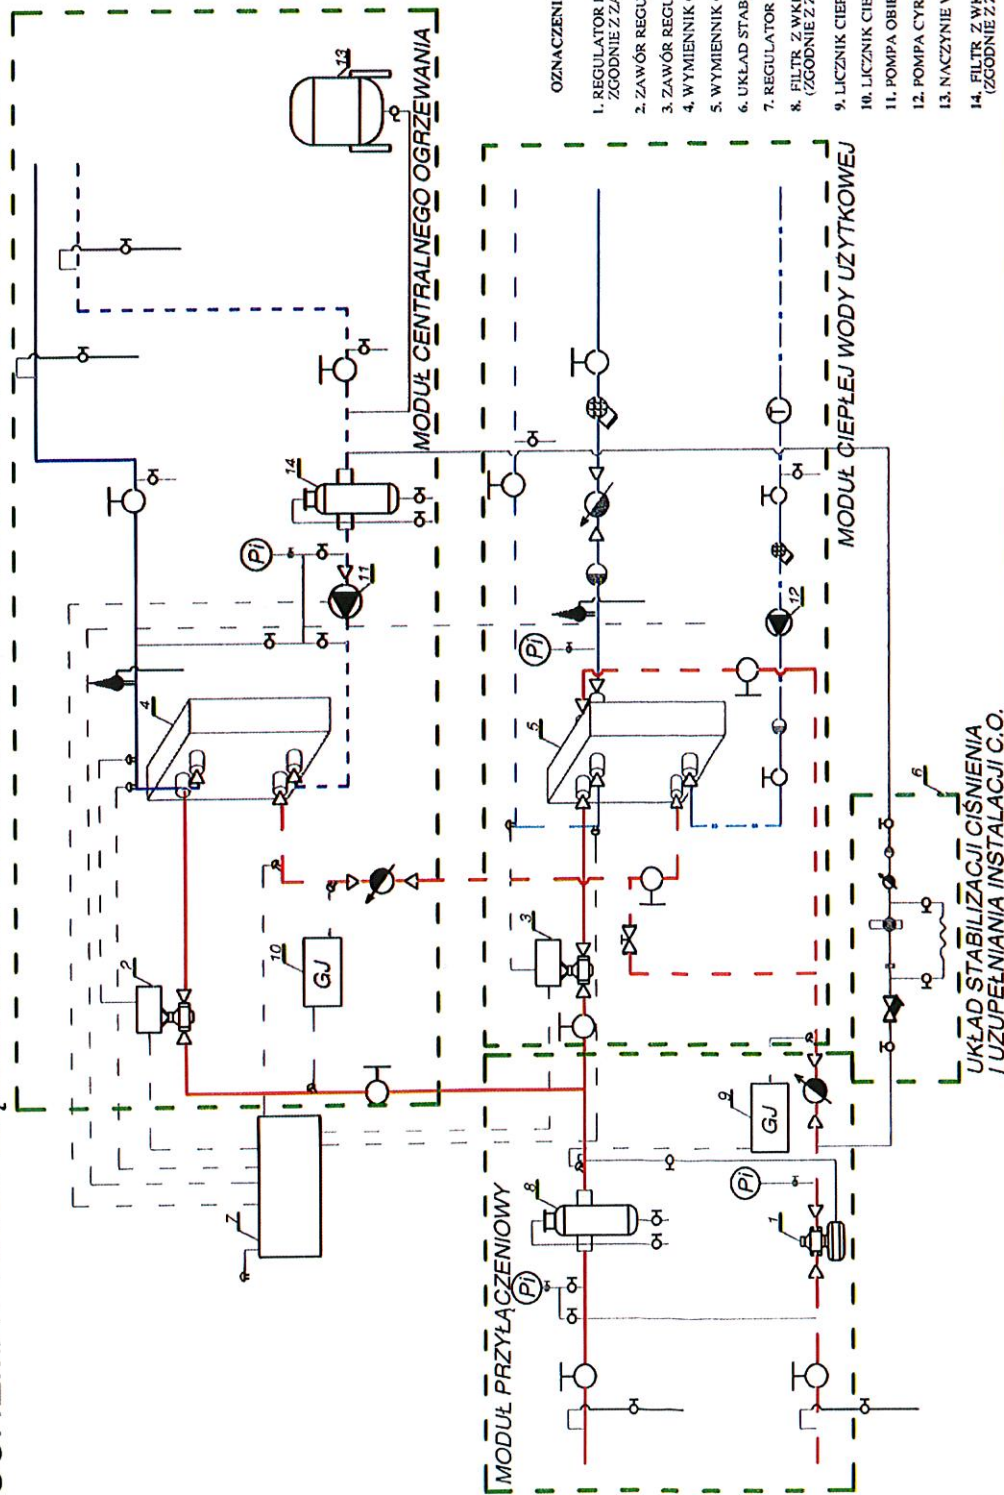 MODUŁ CENTRALNEGO OGRZEWANIA
13
14
Pi
11
4
2
10
GJ
7
MODUŁ CIEPŁEJ WODY UŻYTKOWEJ
Pi
12
5
3
MODUŁ PRZYŁĄCZENIOWY
8
Pi
9
GJ
Pi
1
T
6
UKŁAD STABILIZACJI CIŚNIENIA
I UZUPEŁNIANIA INSTALACJI C.O.
OZNACZENI
1. REGULATOR
ZGODNIE Z ZA
2. ZAWÓR REGU
3. ZAWÓR REGU
4. WYMIENNIK
5. WYMIENNIK
6. UKŁAD STAB
7. REGULATOR
8. FILTR Z WK
(ZGODNIE Z
9. LICZNIK CIEP
10. LICZNIK CIE
11. POMPA OBIE
12. POMPA CYR
13. NACZYNIE
14. FILTR Z WK
(ZGODNIE Z